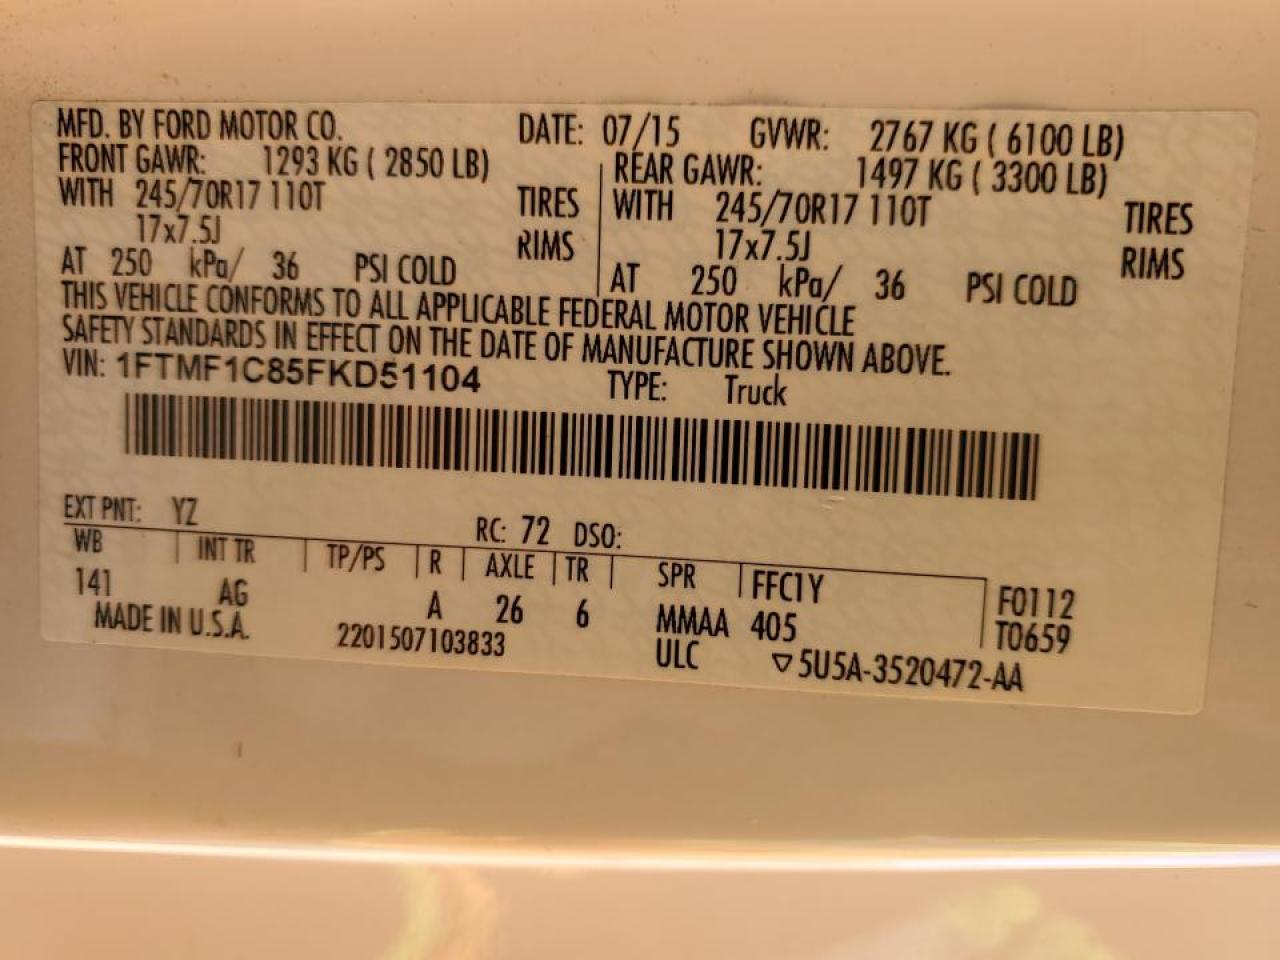 MFD. BY FORD MOTOR CO. DATE: 07/15 GVWR: 2767 KG ( 6100 LB)
FRONT GAWR: 1293 KG ( 2850 LB) REAR GAWR: 1497 KG ( 3300 LB)
WITH 245/70R17 110T TIRES WITH 245/70R17 110T TIRES
17x7.5J RIMS 17x7.5J RIMS
AT 250 kPa/ 36 PSI COLD AT 250 kPa/ 36 PSI COLD
THIS VEHICLE CONFORMS TO ALL APPLICABLE FEDERAL MOTOR VEHICLE
SAFETY STANDARDS IN EFFECT ON THE DATE OF MANUFACTURE SHOWN ABOVE.
VIN: 1FTMF1C85FKD51104 TYPE: Truck
EXT PNT: YZ RC: 72 DSO:
WB INT TR TP/PS R AXLE TR SPR FFC1Y F0112
141 AG A 26 6 MMAA 405 T0659
MADE IN U.S.A. 2201507103833 ULC ▽5U5A-3520472-AA